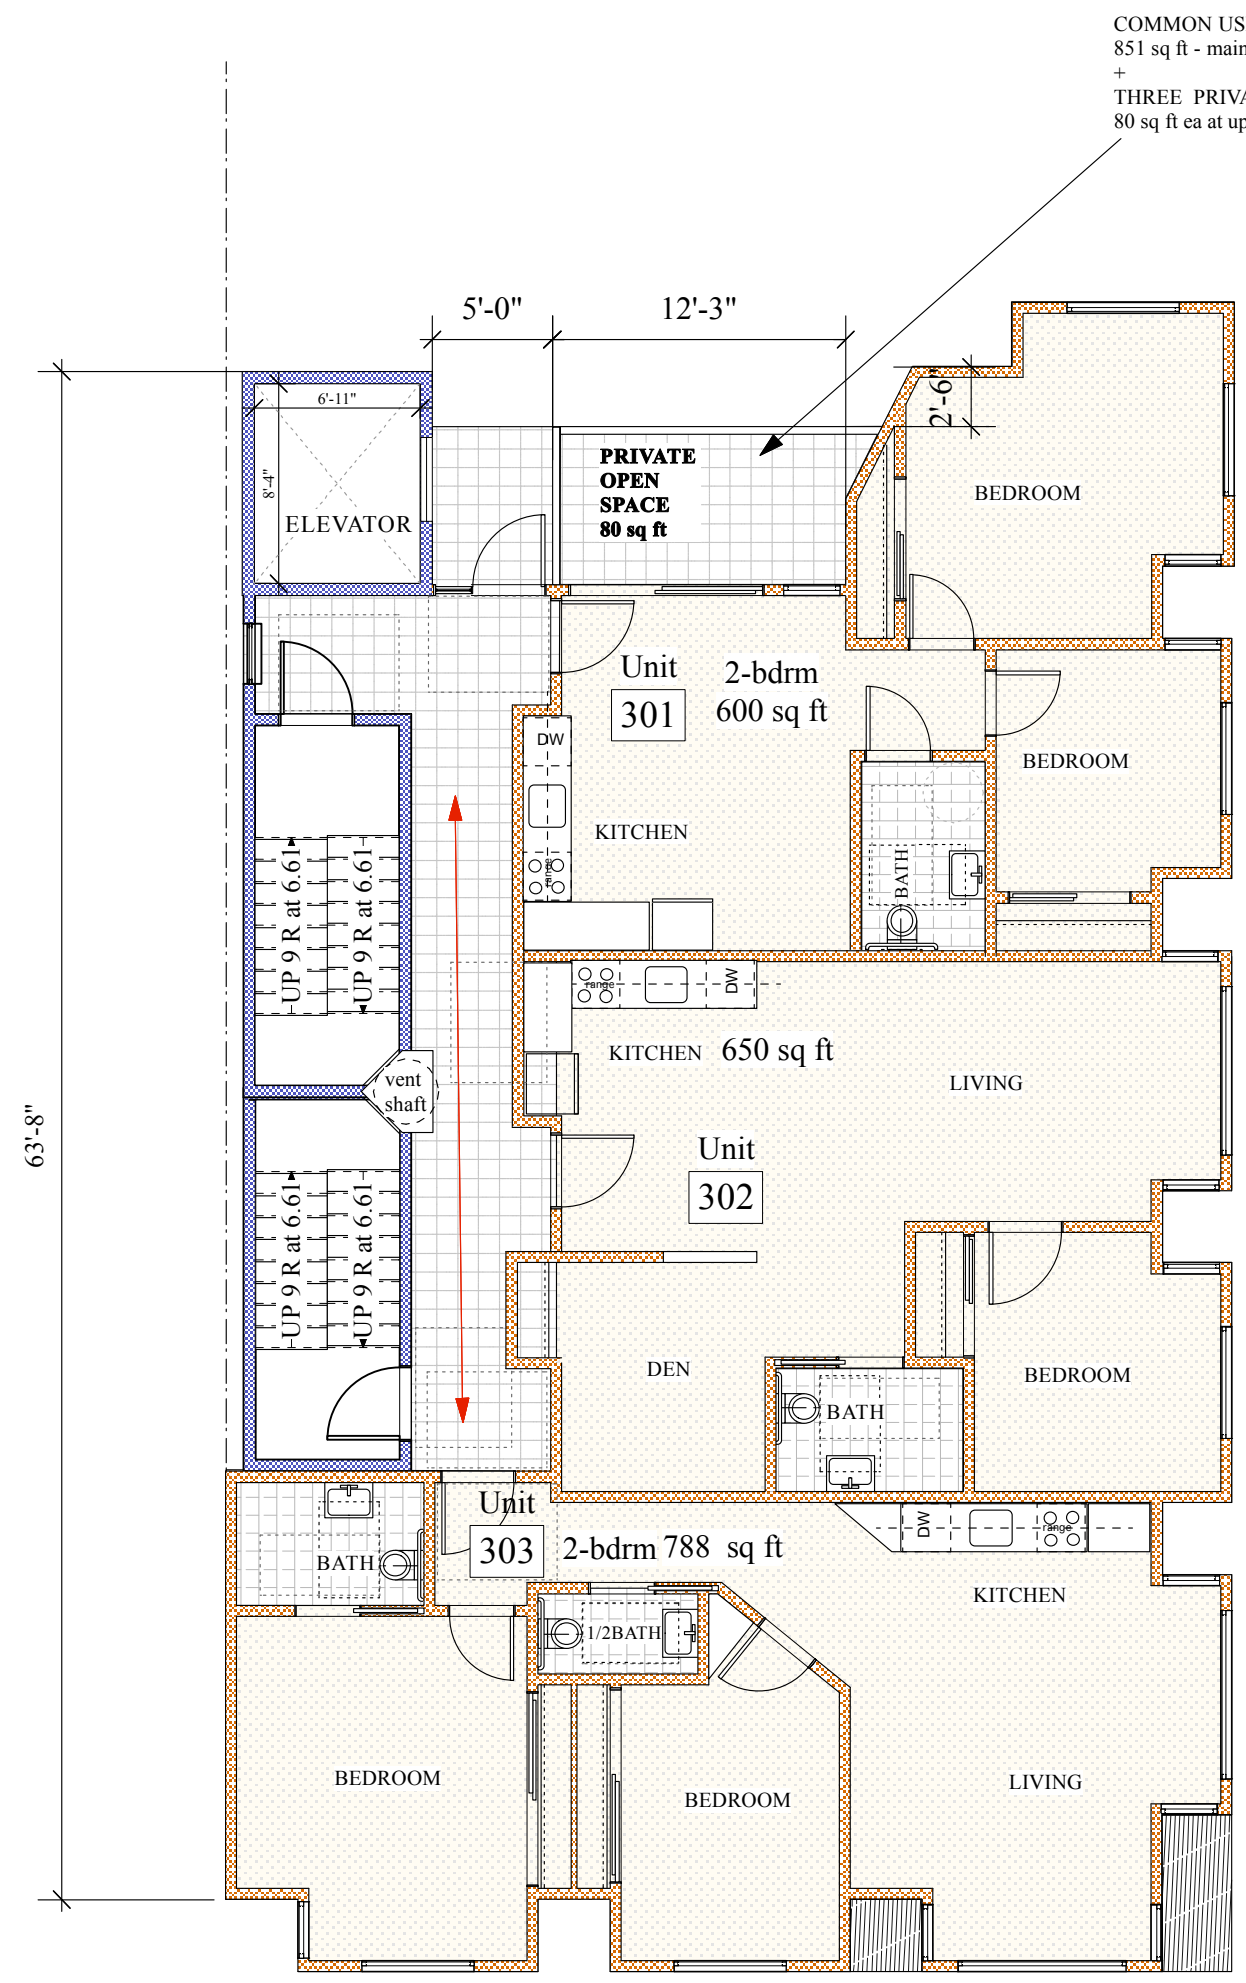 COMMON US
851 sq ft - main
+
THREE PRIVA
80 sq ft ea at up
5'-0"
12'-3"
2'-6"
6'-11"
8'-4"
ELEVATOR
PRIVATE
OPEN
SPACE
80 sq ft
BEDROOM
Unit
301
2-bdrm
600 sq ft
DW
BEDROOM
KITCHEN
range
BATH
UP 9 R at 6.61
UP 9 R at 6.61
range
DW
KITCHEN
650 sq ft
LIVING
vent
shaft
63'-8"
Unit
302
UP 9 R at 6.61
UP 9 R at 6.61
DEN
BEDROOM
BATH
Unit
303
2-bdrm 788 sq ft
DW
range
BATH
KITCHEN
1/2BATH
BEDROOM
BEDROOM
LIVING